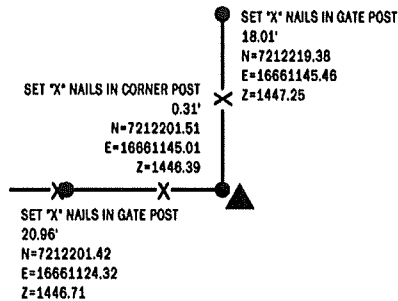 SET "X" NAILS IN GATE POST
18.01'
N=7212219.38
E=16661145.46
Z=1447.25
SET "X" NAILS IN CORNER POST
0.31'
N=7212201.51
E=16661145.01
Z=1446.39
SET "X" NAILS IN GATE POST
20.96'
N=7212201.42
E=16661124.32
Z=1446.71